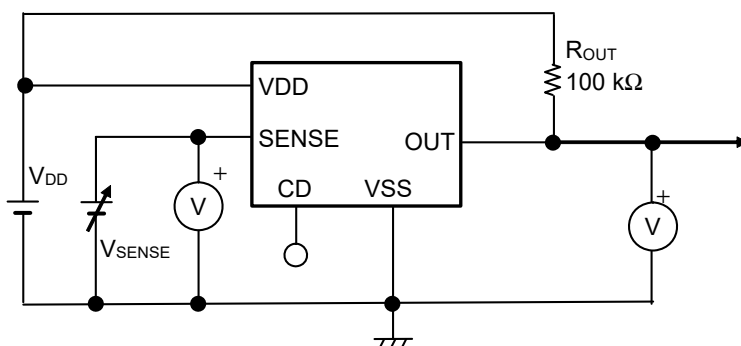 ROUT
100 kΩ
VDD
SENSE
OUT
VDD
+
V
CD
VSS
+
V
VSENSE